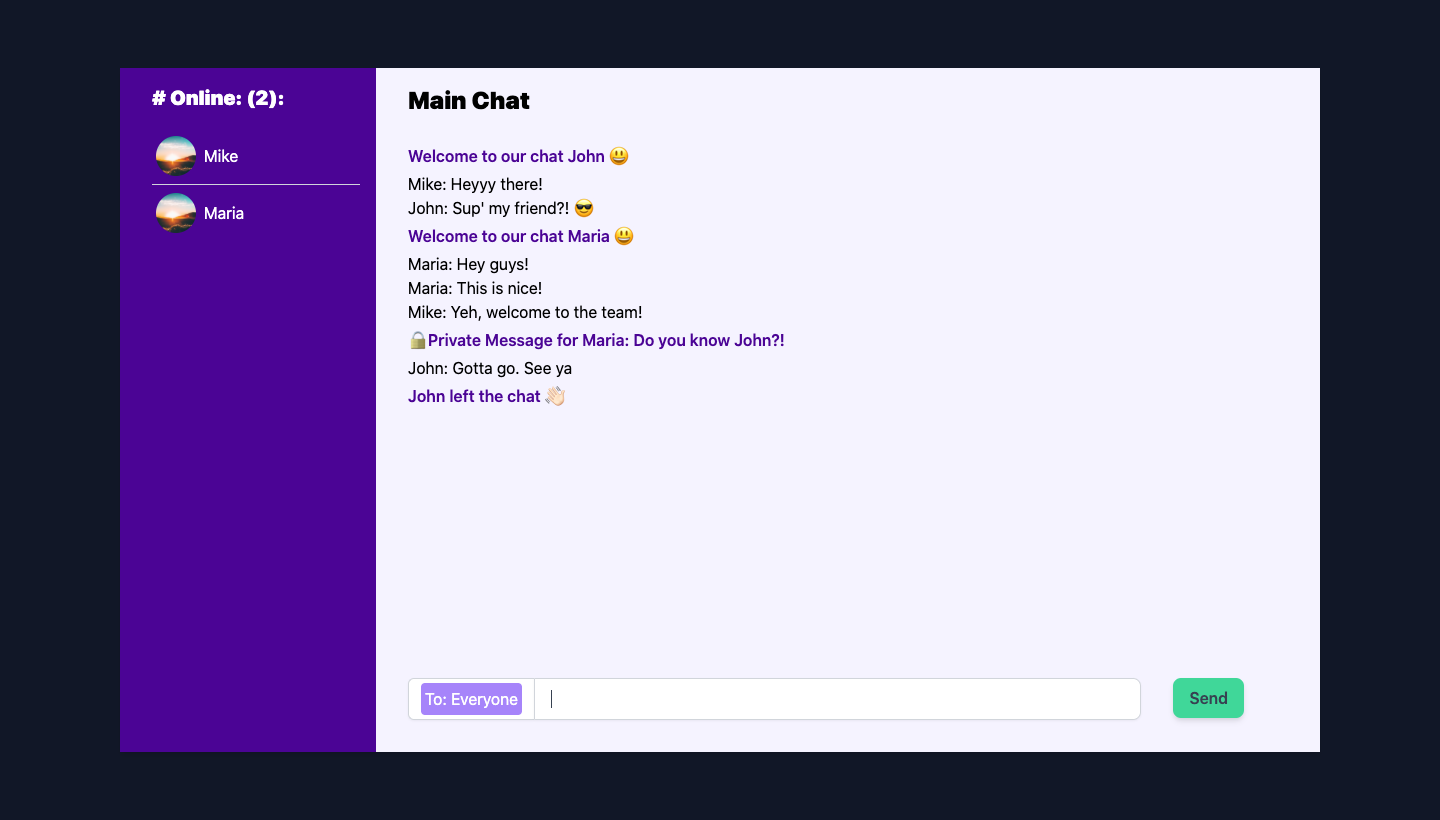 # Online: (2):
Mike
Maria
Main Chat
Welcome to our chat John 😃
Mike: Heyyy there!
John: Sup' my friend?! 😎
Welcome to our chat Maria 😃
Maria: Hey guys!
Maria: This is nice!
Mike: Yeh, welcome to the team!
🔒Private Message for Maria: Do you know John?!
John: Gotta go. See ya
John left the chat 👋🏻
To: Everyone
Send